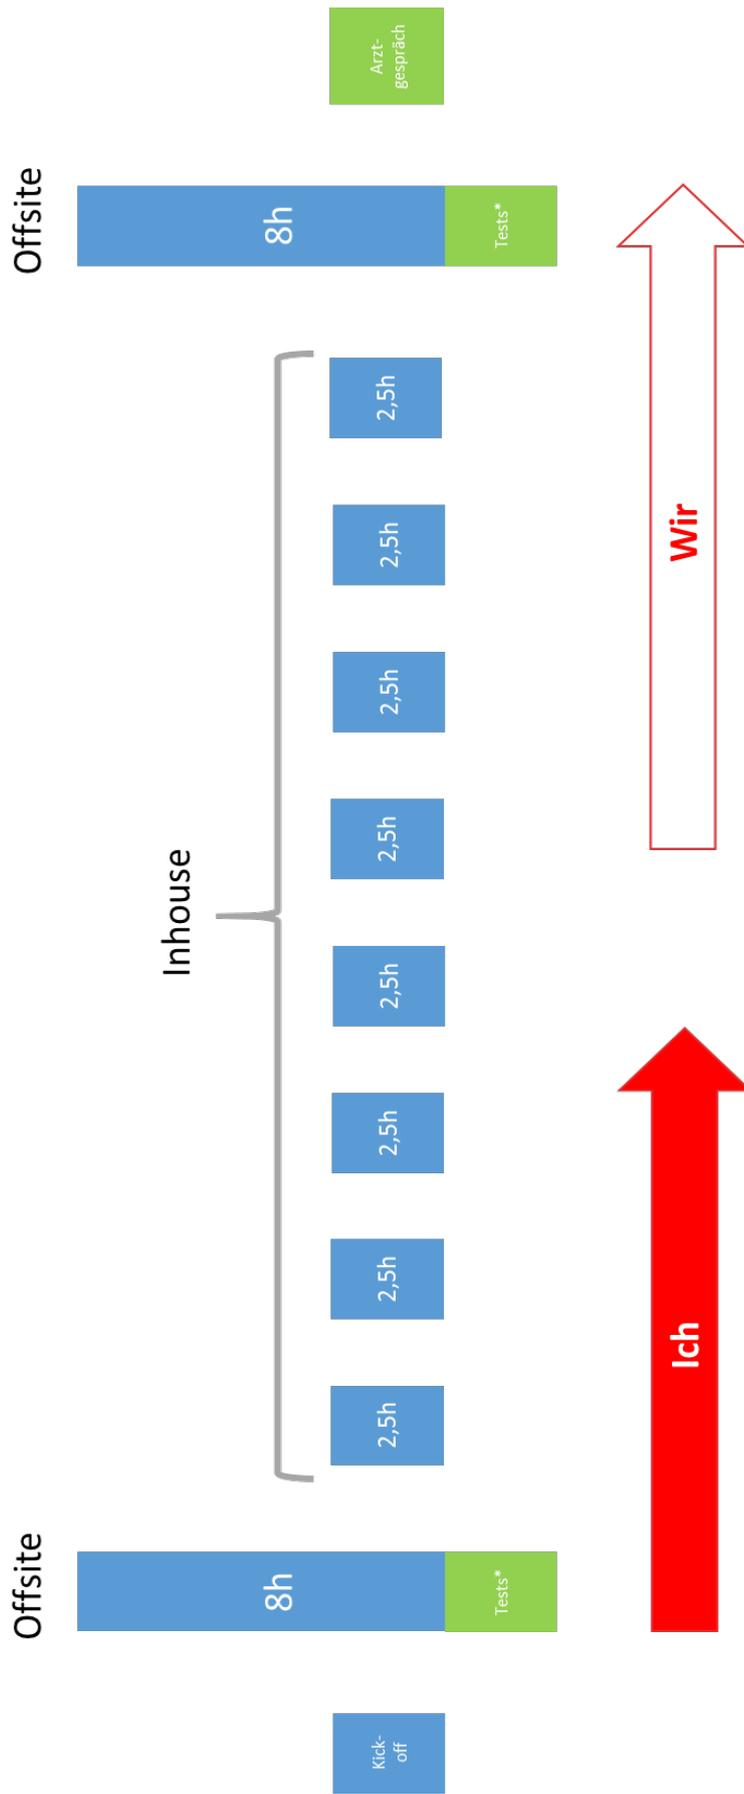 Offsite
Inhouse
Offsite
Kick-
off
8h
2,5h
2,5h
2,5h
2,5h
2,5h
2,5h
2,5h
2,5h
8h
Arzt-
gespräch
Tests*
Tests*
Ich
Wir